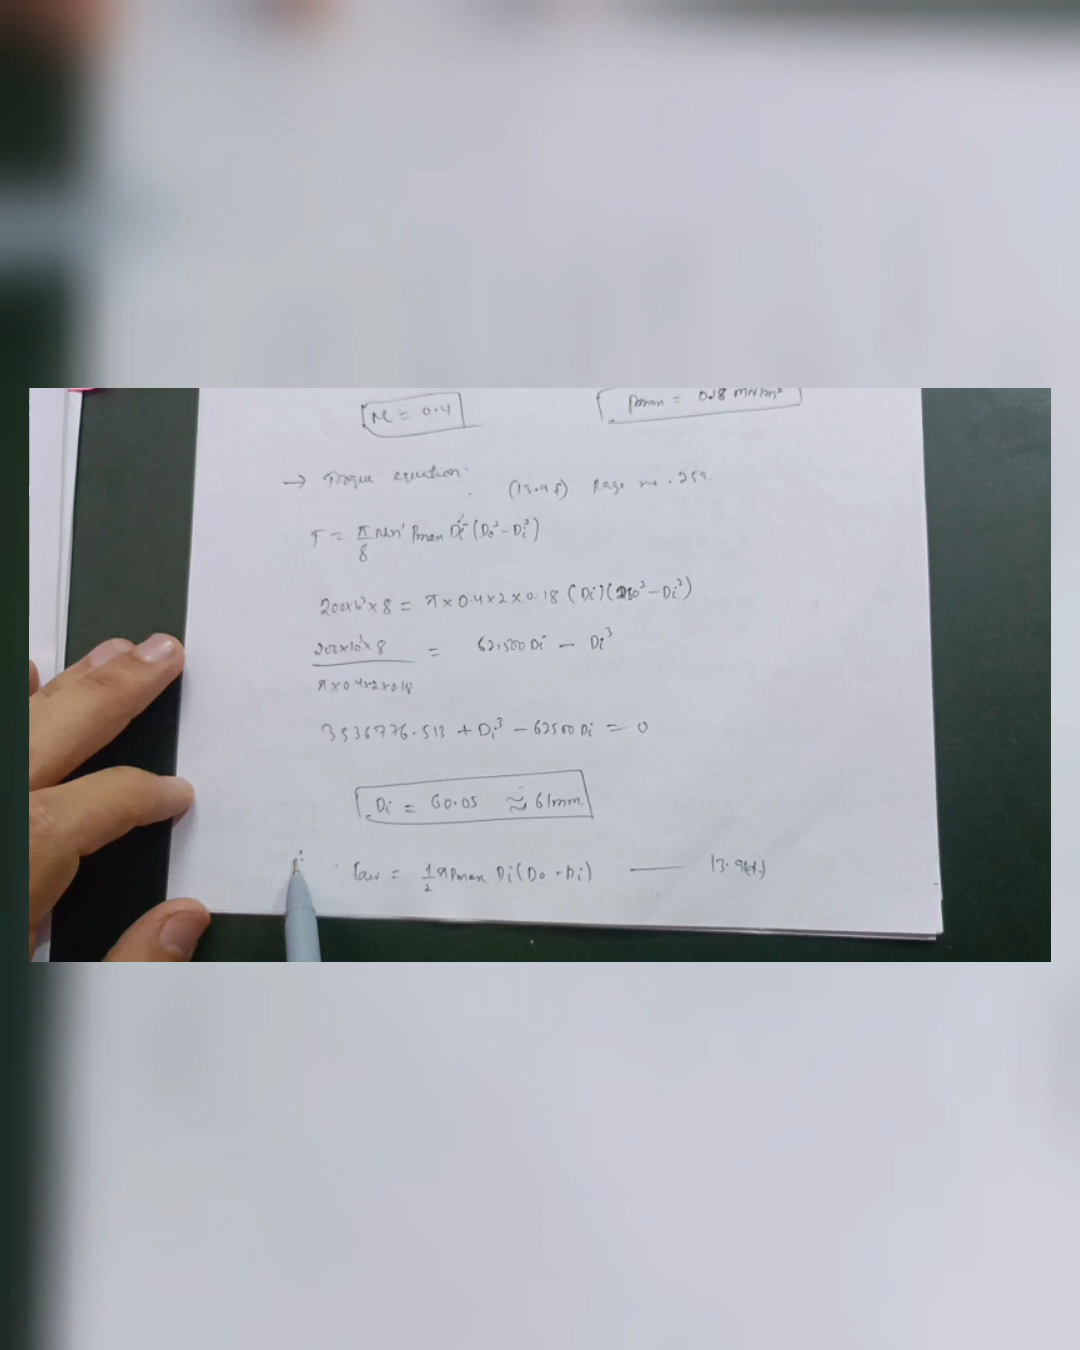 μ = 0.4 Pmax = 0.18 MN/m²
→ Torque equation. (13.9f) Page no. 259.
T = π/8 μn' Pmax Di (Do² - Di²)
200×10³×8 = π×0.4×2×0.18 (Di)(250² - Di²)
200×10³×8 / π×0.4×2×0.18 = 62500 Di - Di³
3536776.513 + Di³ - 62500 Di = 0
Di = 60.05 ≈ 61mm.
Fax = 1/2 π Pmax Di (Do - Di) —— 13.9(d.)